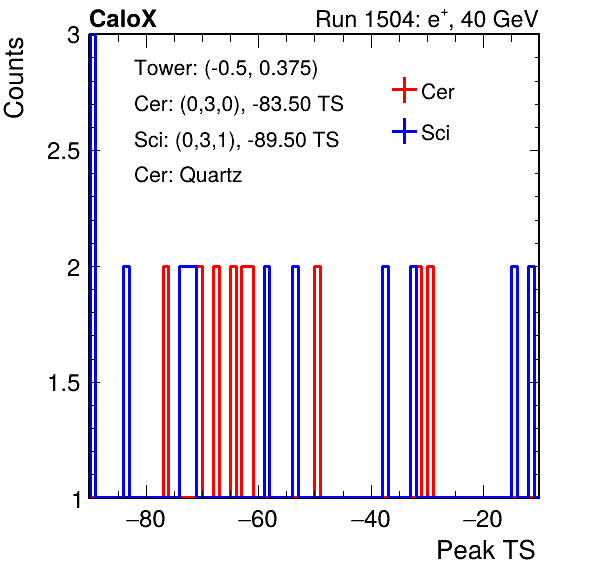 CaloX Run 1504: e+, 40 GeV
Counts
3
2.5
2
1.5
1
Tower: (-0.5, 0.375)
Cer: (0,3,0), -83.50 TS
Sci: (0,3,1), -89.50 TS
Cer: Quartz
Cer
Sci
−80 −60 −40 −20
Peak TS